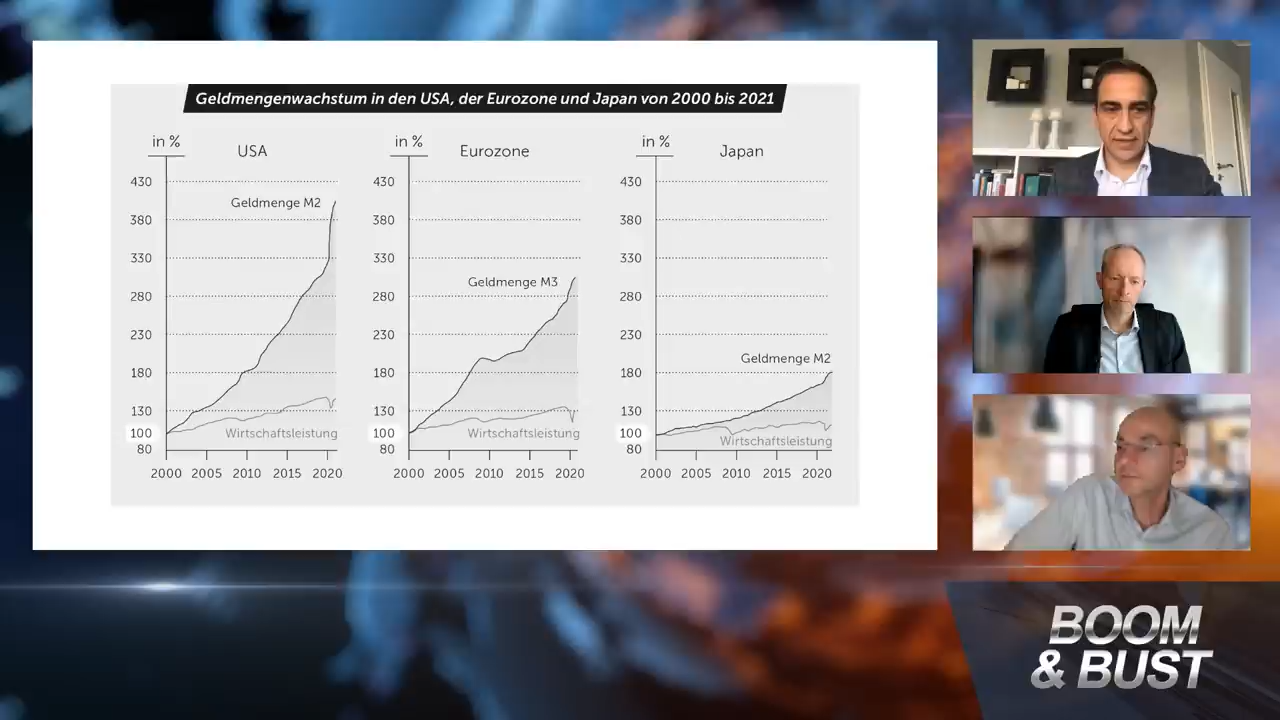 Geldmengenwachstum in den USA, der Eurozone und Japan von 2000 bis 2021
in %
USA
430
380
330
280
230
180
130
100
80
Geldmenge M2
Wirtschaftsleistung
2000 2005 2010 2015 2020
in %
Eurozone
430
380
330
280
230
180
130
100
80
Geldmenge M3
Wirtschaftsleistung
2000 2005 2010 2015 2020
in %
Japan
430
380
330
280
230
180
130
100
80
Geldmenge M2
Wirtschaftsleistung
2000 2005 2010 2015 2020
BOOM
& BUST